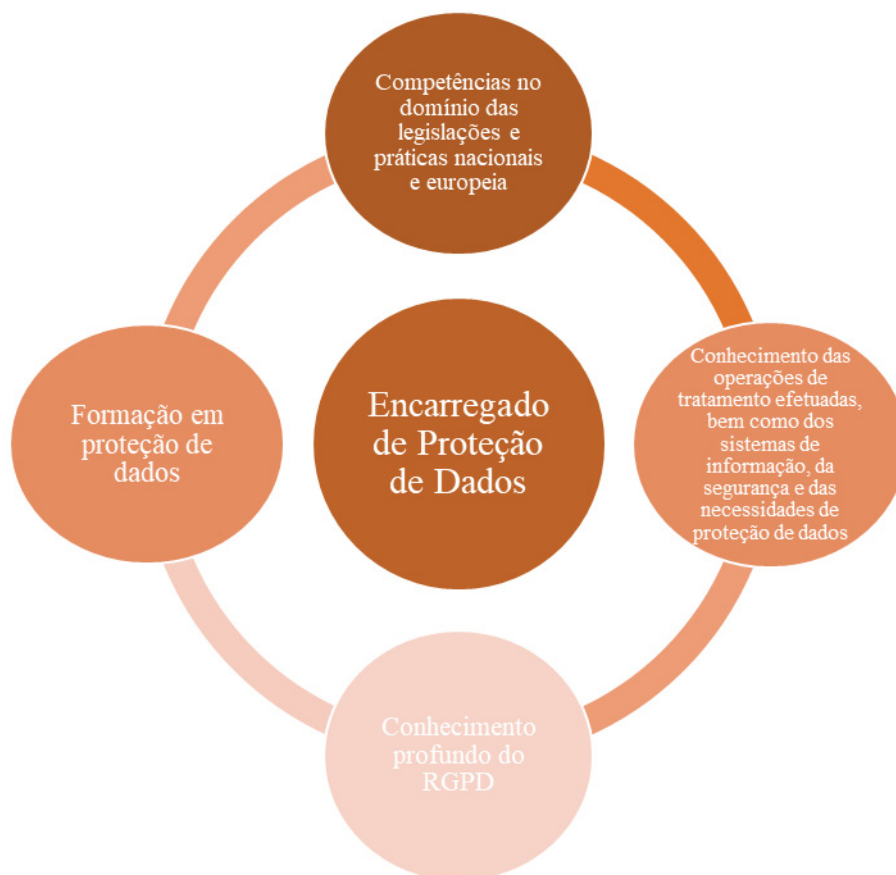 Competências no
domínio das
legislações e
práticas nacionais
e europeia
Formação em
proteção de
dados
Encarregado
de Proteção
de Dados
Conhecimento das
operações de
tratamento efetuadas,
bem como dos
sistemas de
informação, da
segurança e das
necessidades de
proteção de dados
Conhecimento
profundo do
RGPD